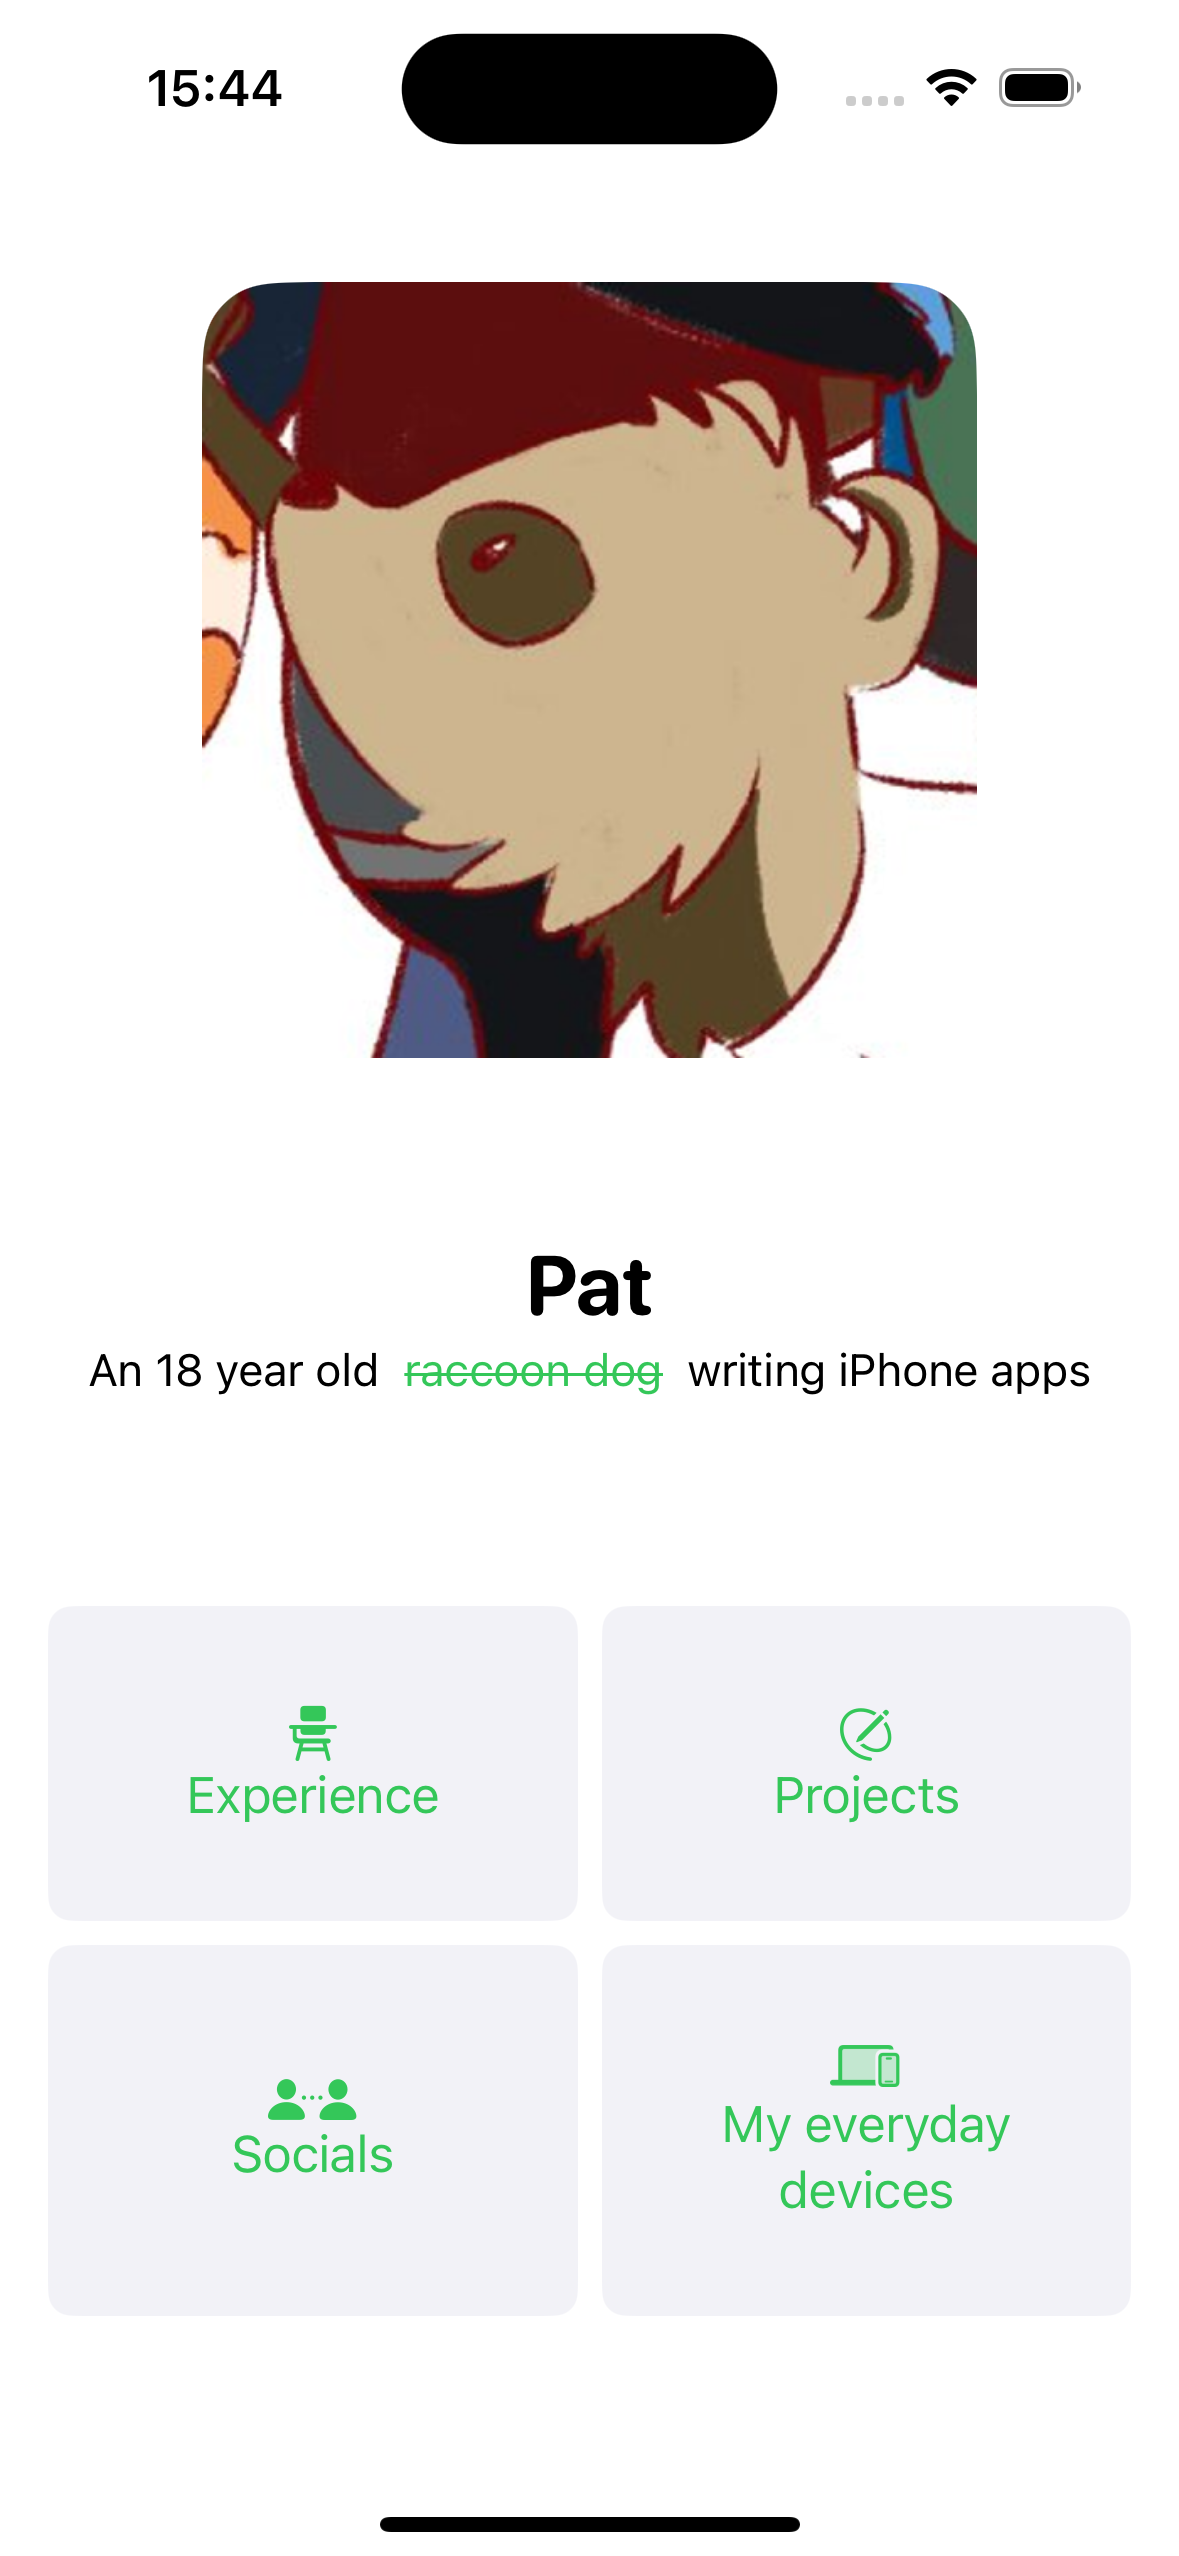 15:44
Pat
An 18 year old raccoon dog writing iPhone apps
Experience
Projects
Socials
My everyday
devices